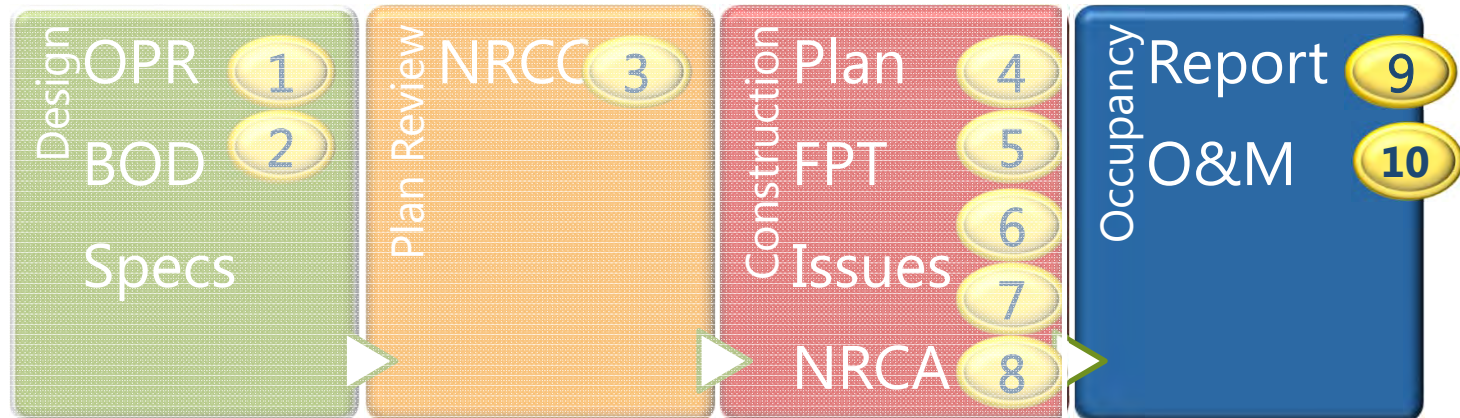 Design
OPR 1
BOD 2
Specs
Plan Review
NRCC 3
Construction
Plan 4
FPT 5
6
Issues
7
NRCA 8
Occupancy
Report 9
O&M 10